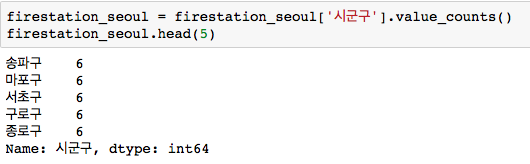 firestation_seoul = firestation_seoul['시군구'].value_counts()
firestation_seoul.head(5)
송파구 6
마포구 6
서초구 6
구로구 6
종로구 6
Name: 시군구, dtype: int64